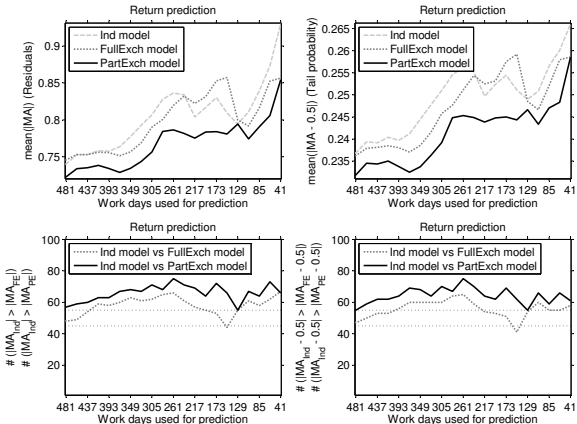 Return prediction
mean(|MA|) (Residuals)
0.9
0.85
0.8
0.75
Ind model
FullExch model
PartExch model
481 437 393 349 305 261 217 173 129 85 41
Work days used for prediction
Return prediction
mean(|MA - 0.5|) (Tail probability)
0.265
0.26
0.255
0.25
0.245
0.24
0.235
Ind model
FullExch model
PartExch model
481 437 393 349 305 261 217 173 129 85 41
Work days used for prediction
Return prediction
# (|MA_Ind| > |MA_FE|)
# (|MA_Ind| > |MA_PE|)
100
80
60
40
20
Ind model vs FullExch model
Ind model vs PartExch model
481 437 393 349 305 261 217 173 129 85 41
Work days used for prediction
Return prediction
# (|MA_Ind - 0.5| > |MA_FE - 0.5|)
# (|MA_Ind - 0.5| > |MA_PE - 0.5|)
100
80
60
40
20
Ind model vs FullExch model
Ind model vs PartExch model
481 437 393 349 305 261 217 173 129 85 41
Work days used for prediction